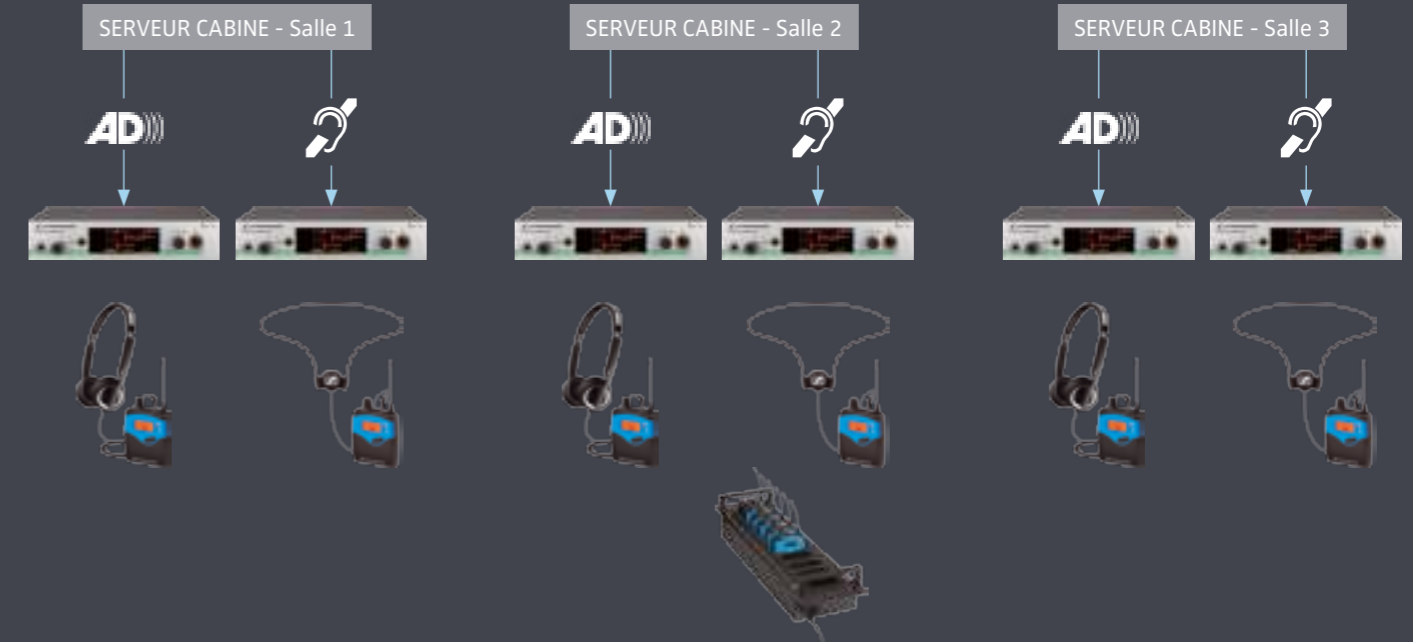 SERVEUR CABINE - Salle 1
SERVEUR CABINE - Salle 2
SERVEUR CABINE - Salle 3
AD
AD
AD